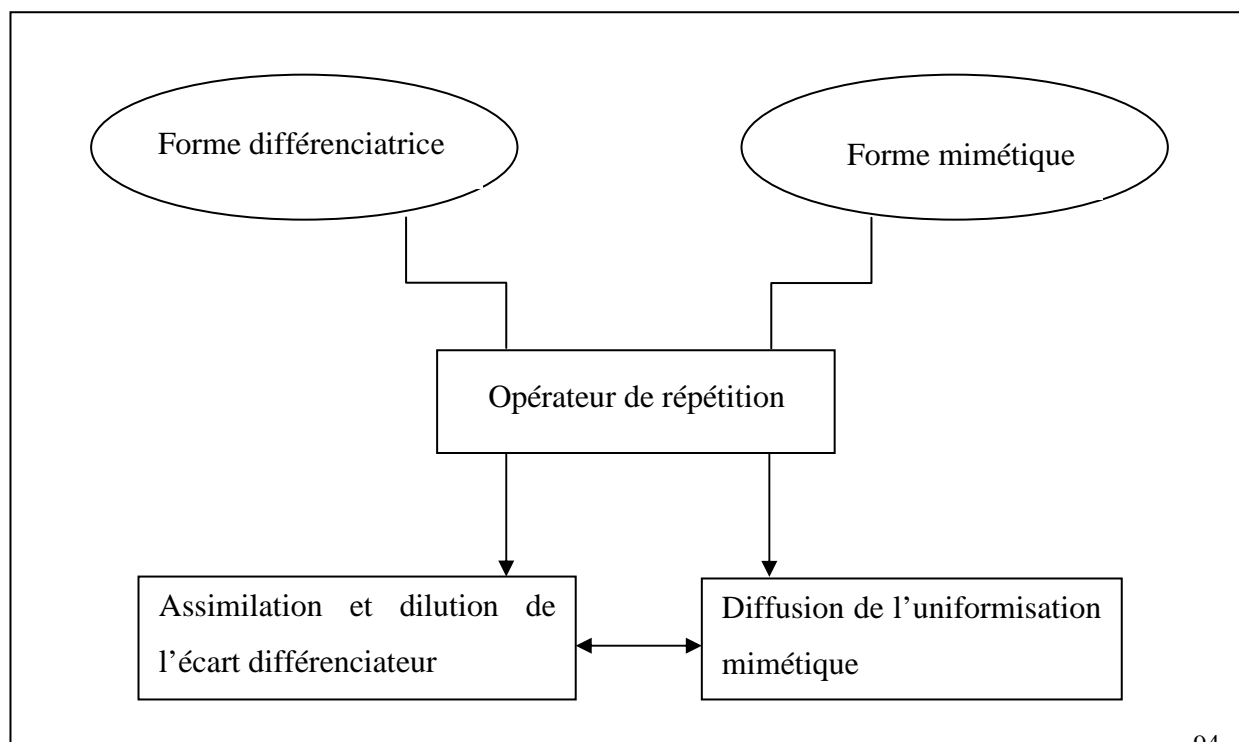 Forme différenciatrice
Forme mimétique
Opérateur de répétition
Assimilation et dilution de
l’écart différenciateur
Diffusion de l’uniformisation
mimétique